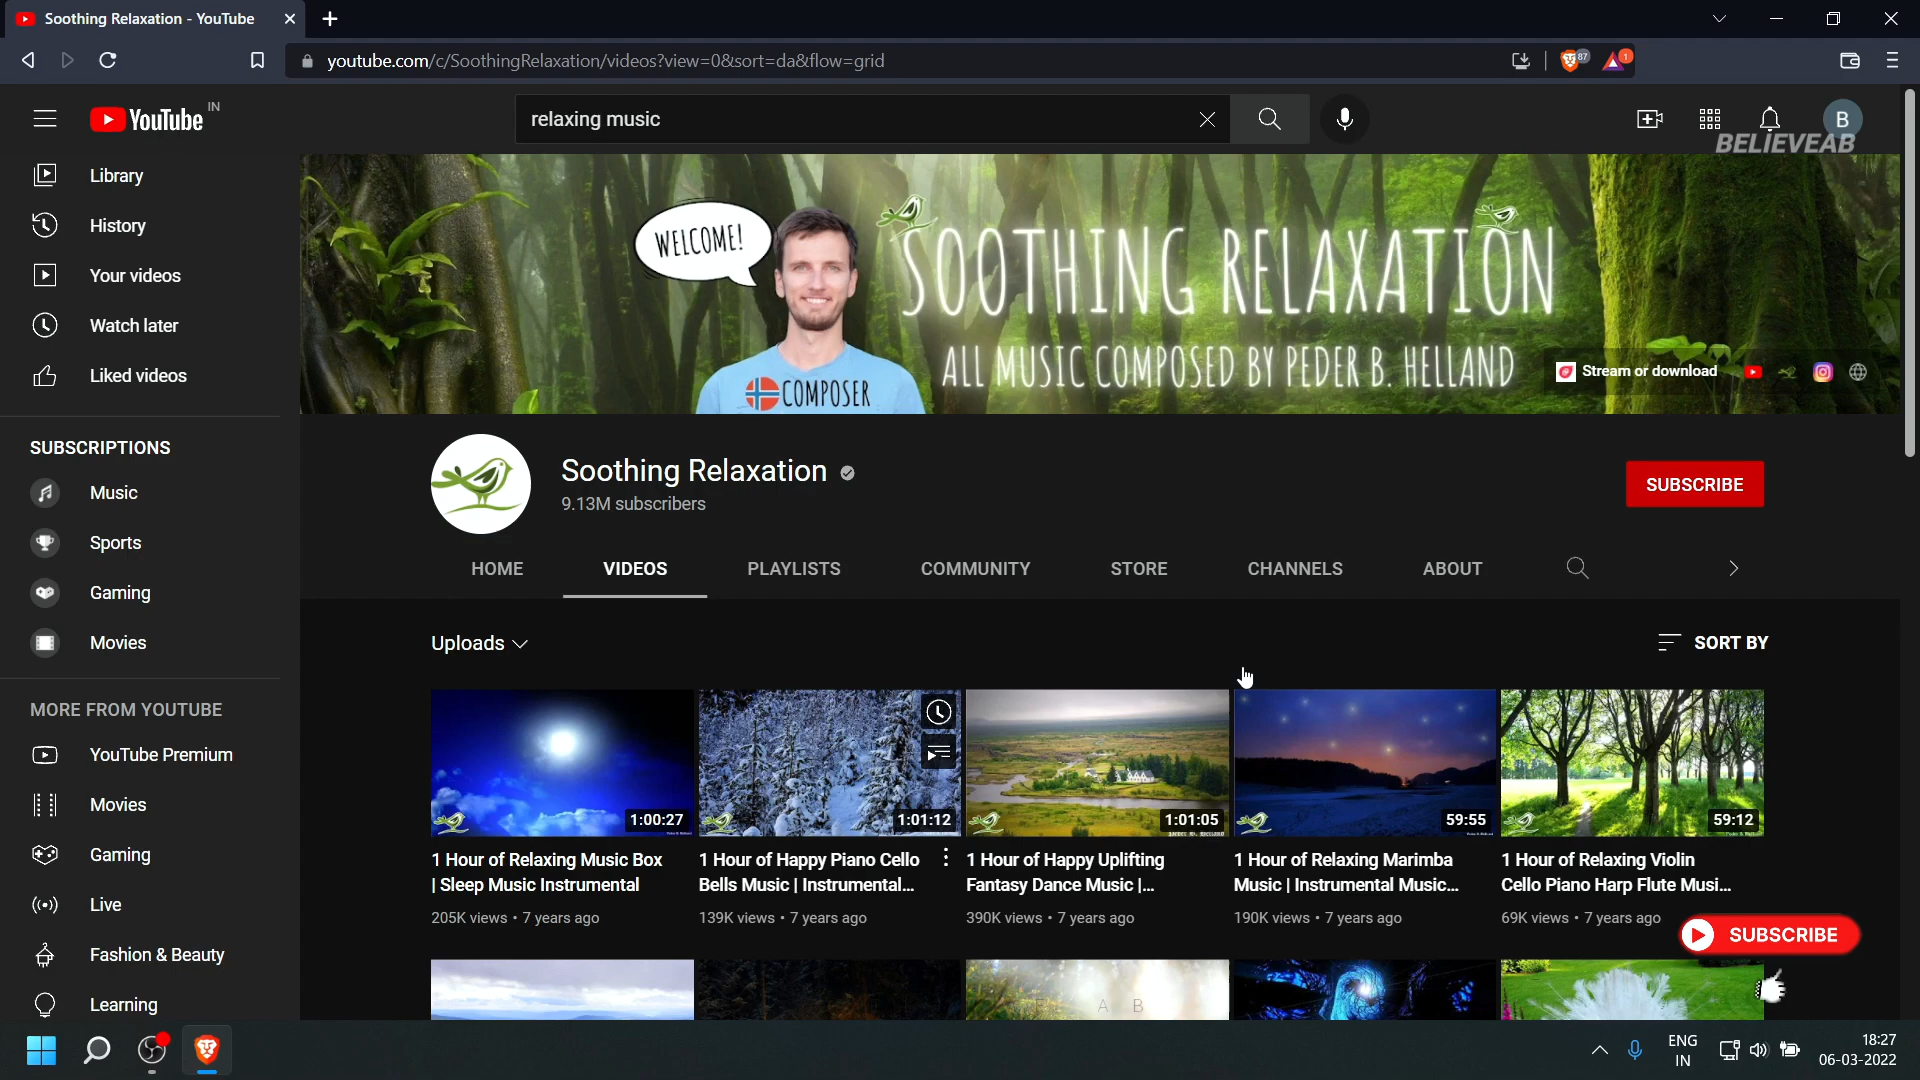 Soothing Relaxation - YouTube
youtube.com/c/SoothingRelaxation/videos?view=0&sort=da&flow=grid
87
1
YouTube IN
relaxing music
B
BELIEVEAB
Library
History
Your videos
Watch later
Liked videos
SUBSCRIPTIONS
Music
Sports
Gaming
Movies
MORE FROM YOUTUBE
YouTube Premium
Movies
Gaming
Live
Fashion & Beauty
Learning
WELCOME!
COMPOSER
SOOTHING RELAXATION
ALL MUSIC COMPOSED BY PEDER B. HELLAND
Stream or download
Soothing Relaxation
9.13M subscribers
SUBSCRIBE
HOME
VIDEOS
PLAYLISTS
COMMUNITY
STORE
CHANNELS
ABOUT
Uploads
SORT BY
1:00:27
1 Hour of Relaxing Music Box
| Sleep Music Instrumental
205K views • 7 years ago
1:01:12
1 Hour of Happy Piano Cello
Bells Music | Instrumental...
139K views • 7 years ago
1:01:05
1 Hour of Happy Uplifting
Fantasy Dance Music |...
390K views • 7 years ago
59:55
1 Hour of Relaxing Marimba
Music | Instrumental Music...
190K views • 7 years ago
59:12
1 Hour of Relaxing Violin
Cello Piano Harp Flute Musi...
69K views • 7 years ago
SUBSCRIBE
A B
ENG
IN
18:27
06-03-2022